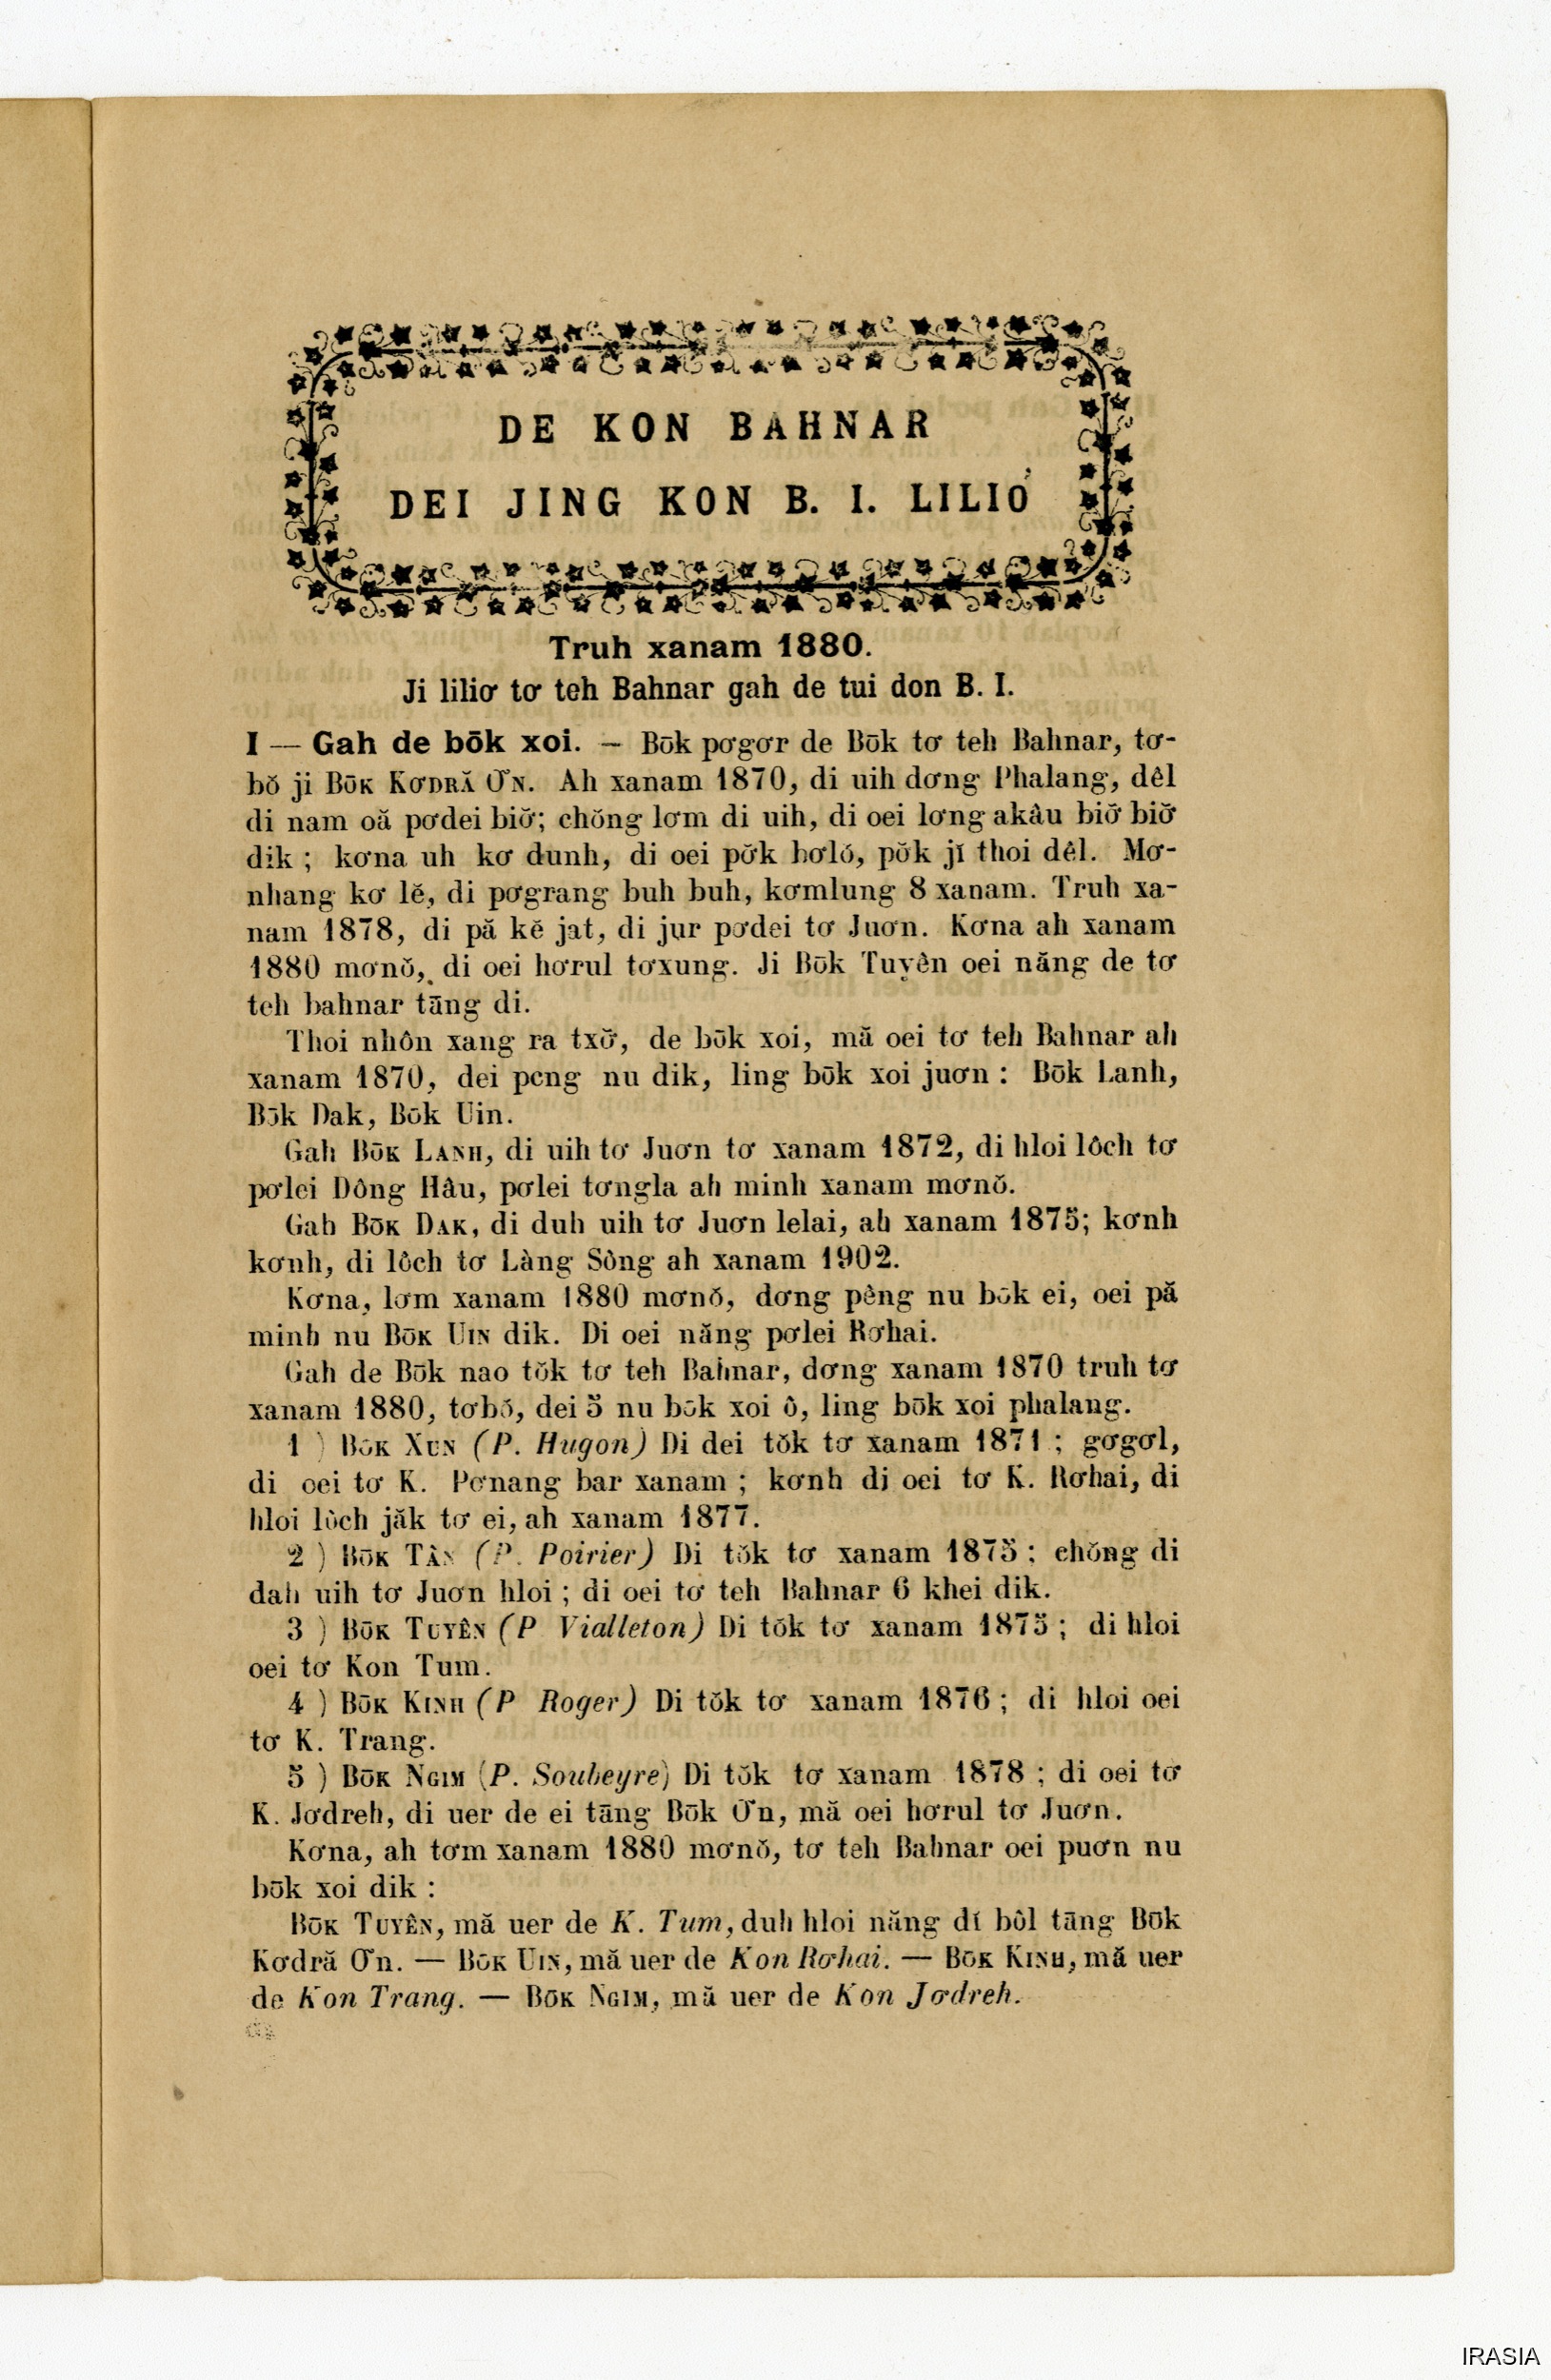 DE KON BAHNAR
DEI JING KON B. I. LILIƠ
Truh xanam 1880.
Ji liliơ tơ teh Bahnar gah de tui don B. I.
I — Gah de bōk xoi. — Bōk pơgơr de Bōk tơ teh Bahnar, tơ-
bŏ ji Bōk Kơdră Ơn. Ah xanam 1870, di uih dơng Phalang, dêl
di nam oă pơdei biơ̆; chŏng lơm di uih, di oei lơng akâu biơ̆ biơ̆
dik ; kơna uh kơ dunh, di oei pơ̆k hơló, pơ̆k jĭ thoi dêl. Mơ-
nhang kơ lĕ, di pơgrang buh buh, kơmlung 8 xanam. Truh xa-
nam 1878, di pă kĕ jat, di jur pơdei tơ Juơn. Kơna ah xanam
1880 mơnŏ, di oei hơrul tơxung. Ji Bōk Tuyên oei năng de tơ
teh bahnar tāng di.
Thoi nhôn xang ra txơ̆, de bōk xoi, mă oei tơ teh Bahnar ah
xanam 1870, dei peng nu dik, ling bōk xoi juơn : Bōk Lanh,
Bōk Dak, Bōk Uin.
Gah Bōk Lanh, di uih tơ Juơn tơ xanam 1872, di hloi lôch tơ
pơlei Dông Hâu, pơlei tơngla ah minh xanam mơnŏ.
Gah Bōk Dak, di duh uih tơ Juơn lelai, ah xanam 1875; kơnh
kơnh, di lôch tơ Làng Sòng ah xanam 1902.
Kơna, lơm xanam 1880 mơnŏ, dơng pêng nu bōk ei, oei pă
minh nu Bōk Uin dik. Di oei năng pơlei Rơhai.
Gah de Bōk nao tŏk tơ teh Bahnar, dơng xanam 1870 truh tơ
xanam 1880, tơbŏ, dei 5 nu bōk xoi ô, ling bōk xoi phalang.
1 ) Bōk Xun (P. Hugon) Di dei tŏk tơ xanam 1871 ; gơgơl,
di oei tơ K. Pơnang bar xanam ; kơnh di oei tơ K. Rơhai, di
hloi lôch jăk tơ ei, ah xanam 1877.
2 ) Bōk Tân (P. Poirier) Di tŏk tơ xanam 1875 ; chŏng di
dah uih tơ Juơn hloi ; di oei tơ teh Bahnar 6 khei dik.
3 ) Bōk Tuyên (P Vialleton) Di tŏk tơ xanam 1875 ; di hloi
oei tơ Kon Tum.
4 ) Bōk Kinh (P Roger) Di tŏk tơ xanam 1876 ; di hloi oei
tơ K. Trang.
5 ) Bōk Ngim (P. Soubeyre) Di tŏk tơ xanam 1878 ; di oei tơ
K. Jơdreh, di uer de ei tāng Bōk Ơn, mă oei hơrul tơ Juơn.
Kơna, ah tơm xanam 1880 mơnŏ, tơ teh Bahnar oei puơn nu
bōk xoi dik :
Bōk Tuyên, mă uer de K. Tum, duh hloi năng dĭ bôl tāng Bōk
Kơdră Ơn. — Bōk Uin, mă uer de Kon Rơhai. — Bōk Kinh, mă uer
de Kon Trang. — Bōk Ngim, mă uer de Kon Jơdreh.
IRASIA